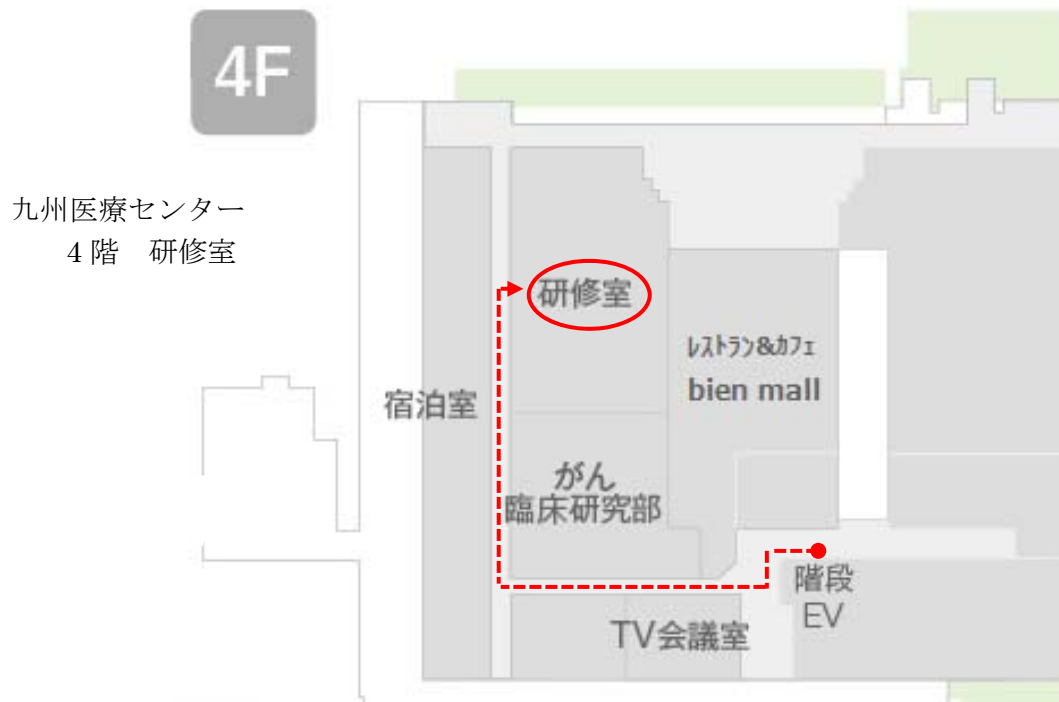 4F
九州医療センター
4階　研修室
研修室
ﾚｽﾄﾗﾝ&ｶﾌｪ
bien mall
宿泊室
がん
臨床研究部
階段
EV
TV会議室